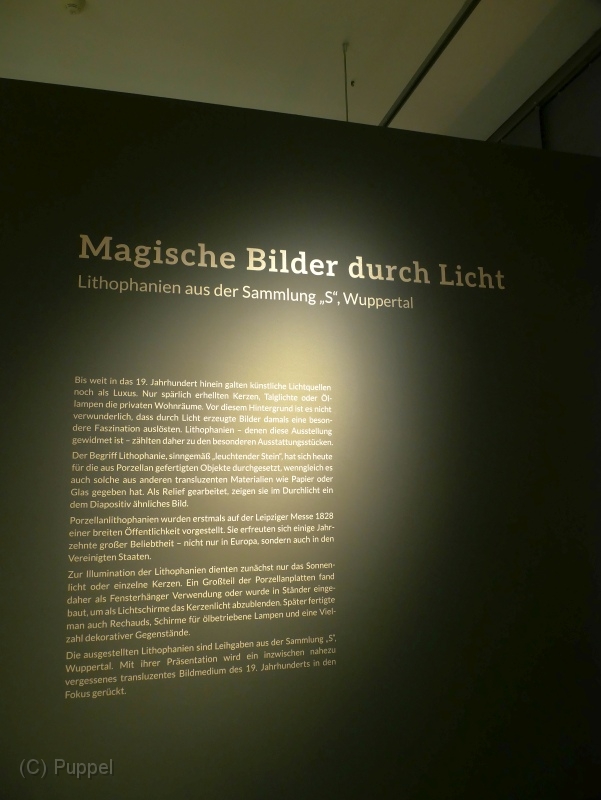 Magische Bilder durch Licht
Lithophanien aus der Sammlung „S“, Wuppertal
Bis weit in das 19. Jahrhundert hinein galten künstliche Lichtquellen
noch als Luxus. Nur spärlich erhellten Kerzen, Talglichte oder Öl-
lampen die privaten Wohnräume. Vor diesem Hintergrund ist es nicht
verwunderlich, dass durch Licht erzeugte Bilder damals eine beson-
dere Faszination auslösten. Lithophanien – denen diese Ausstellung
gewidmet ist – zählten daher zu den besonderen Ausstattungsstücken.
Der Begriff Lithophanie, sinngemäß „leuchtender Stein“, hat sich heute
für die aus Porzellan gefertigten Objekte durchgesetzt, wenngleich es
auch solche aus anderen transluzenten Materialien wie Papier oder
Glas gegeben hat. Als Relief gearbeitet, zeigen sie im Durchlicht ein
dem Diapositiv ähnliches Bild.
Porzellanlithophanien wurden erstmals auf der Leipziger Messe 1828
einer breiten Öffentlichkeit vorgestellt. Sie erfreuten sich einige Jahr-
zehnte großer Beliebtheit – nicht nur in Europa, sondern auch in den
Vereinigten Staaten.
Zur Illumination der Lithophanien dienten zunächst nur das Sonnen-
licht oder einzelne Kerzen. Ein Großteil der Porzellanplatten fand
daher als Fensterhänger Verwendung oder wurde in Ständer einge-
baut, um als Lichtschirme das Kerzenlicht abzublenden. Später fertigte
man auch Rechauds, Schirme für ölbetriebene Lampen und eine Viel-
zahl dekorativer Gegenstände.
Die ausgestellten Lithophanien sind Leihgaben aus der Sammlung „S“,
Wuppertal. Mit ihrer Präsentation wird ein inzwischen nahezu
vergessenes transluzentes Bildmedium des 19. Jahrhunderts in den
Fokus gerückt.
(C) Puppel